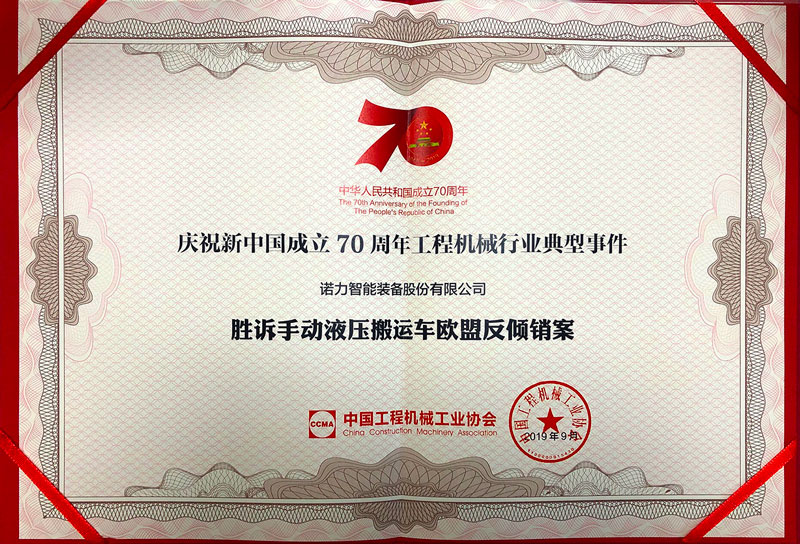 70
中华人民共和国成立70周年
The 70th Anniversary of the Founding of
The People's Republic of China
庆祝新中国成立 70 周年工程机械行业典型事件
诺力智能装备股份有限公司
胜诉手动液压搬运车欧盟反倾销案
CCMA
中国工程机械工业协会
China Construction Machinery Association
中国工程机械工业协会
2019年9月